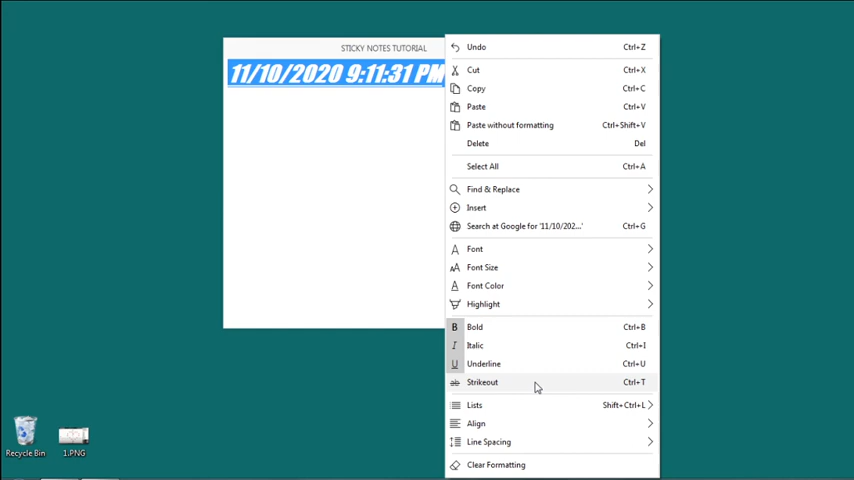 STICKY NOTES TUTORIAL
11/10/2020 9:11:31 PM
Undo Ctrl+Z
Cut Ctrl+X
Copy Ctrl+C
Paste Ctrl+V
Paste without formatting Ctrl+Shift+V
Delete Del
Select All Ctrl+A
Find & Replace
Insert
Search at Google for '11/10/202...' Ctrl+G
Font
Font Size
Font Color
Highlight
B Bold Ctrl+B
I Italic Ctrl+I
U Underline Ctrl+U
ab Strikeout Ctrl+T
Lists Shift+Ctrl+L
Align
Line Spacing
Clear Formatting
Recycle Bin
1.PNG